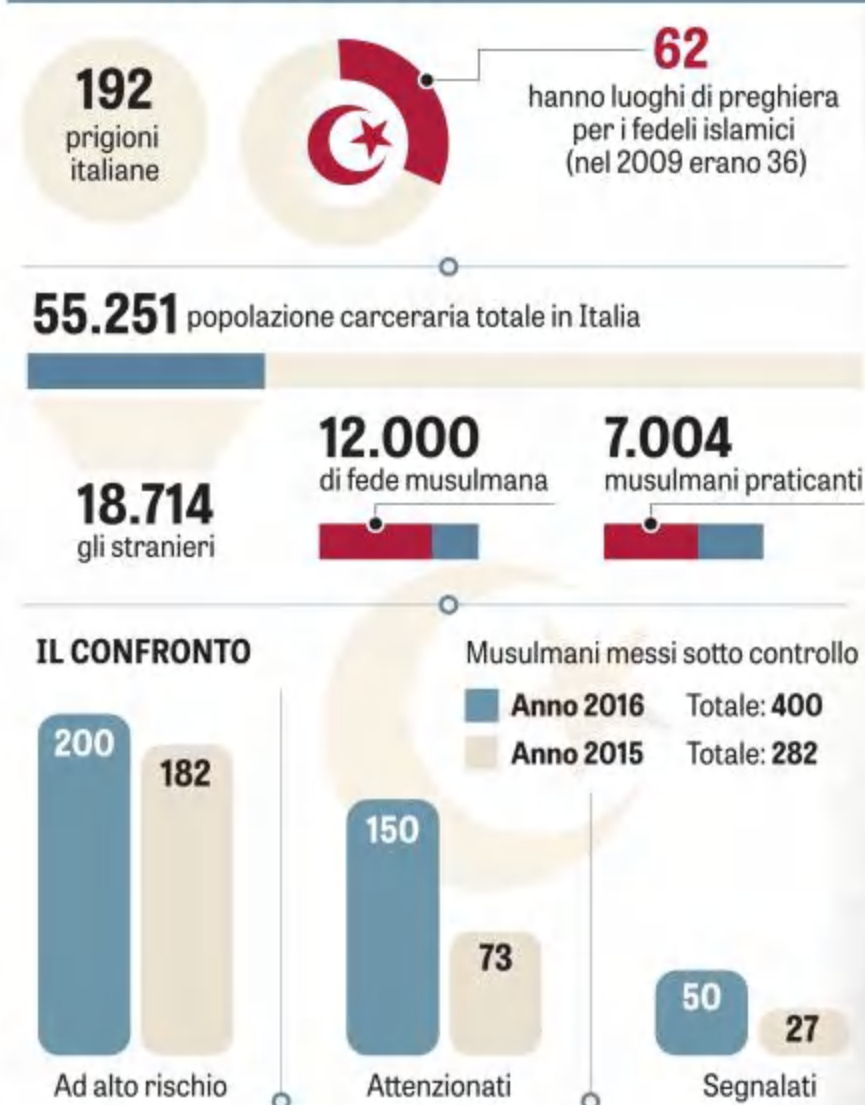 192
prigioni
italiane
62
hanno luoghi di preghiera
per i fedeli islamici
(nel 2009 erano 36)
55.251 popolazione carceraria totale in Italia
18.714
gli stranieri
12.000
di fede musulmana
7.004
musulmani praticanti
IL CONFRONTO
Musulmani messi sotto controllo
Anno 2016 Totale: 400
Anno 2015 Totale: 282
200
182
Ad alto rischio
150
73
Attenzionati
50
27
Segnalati